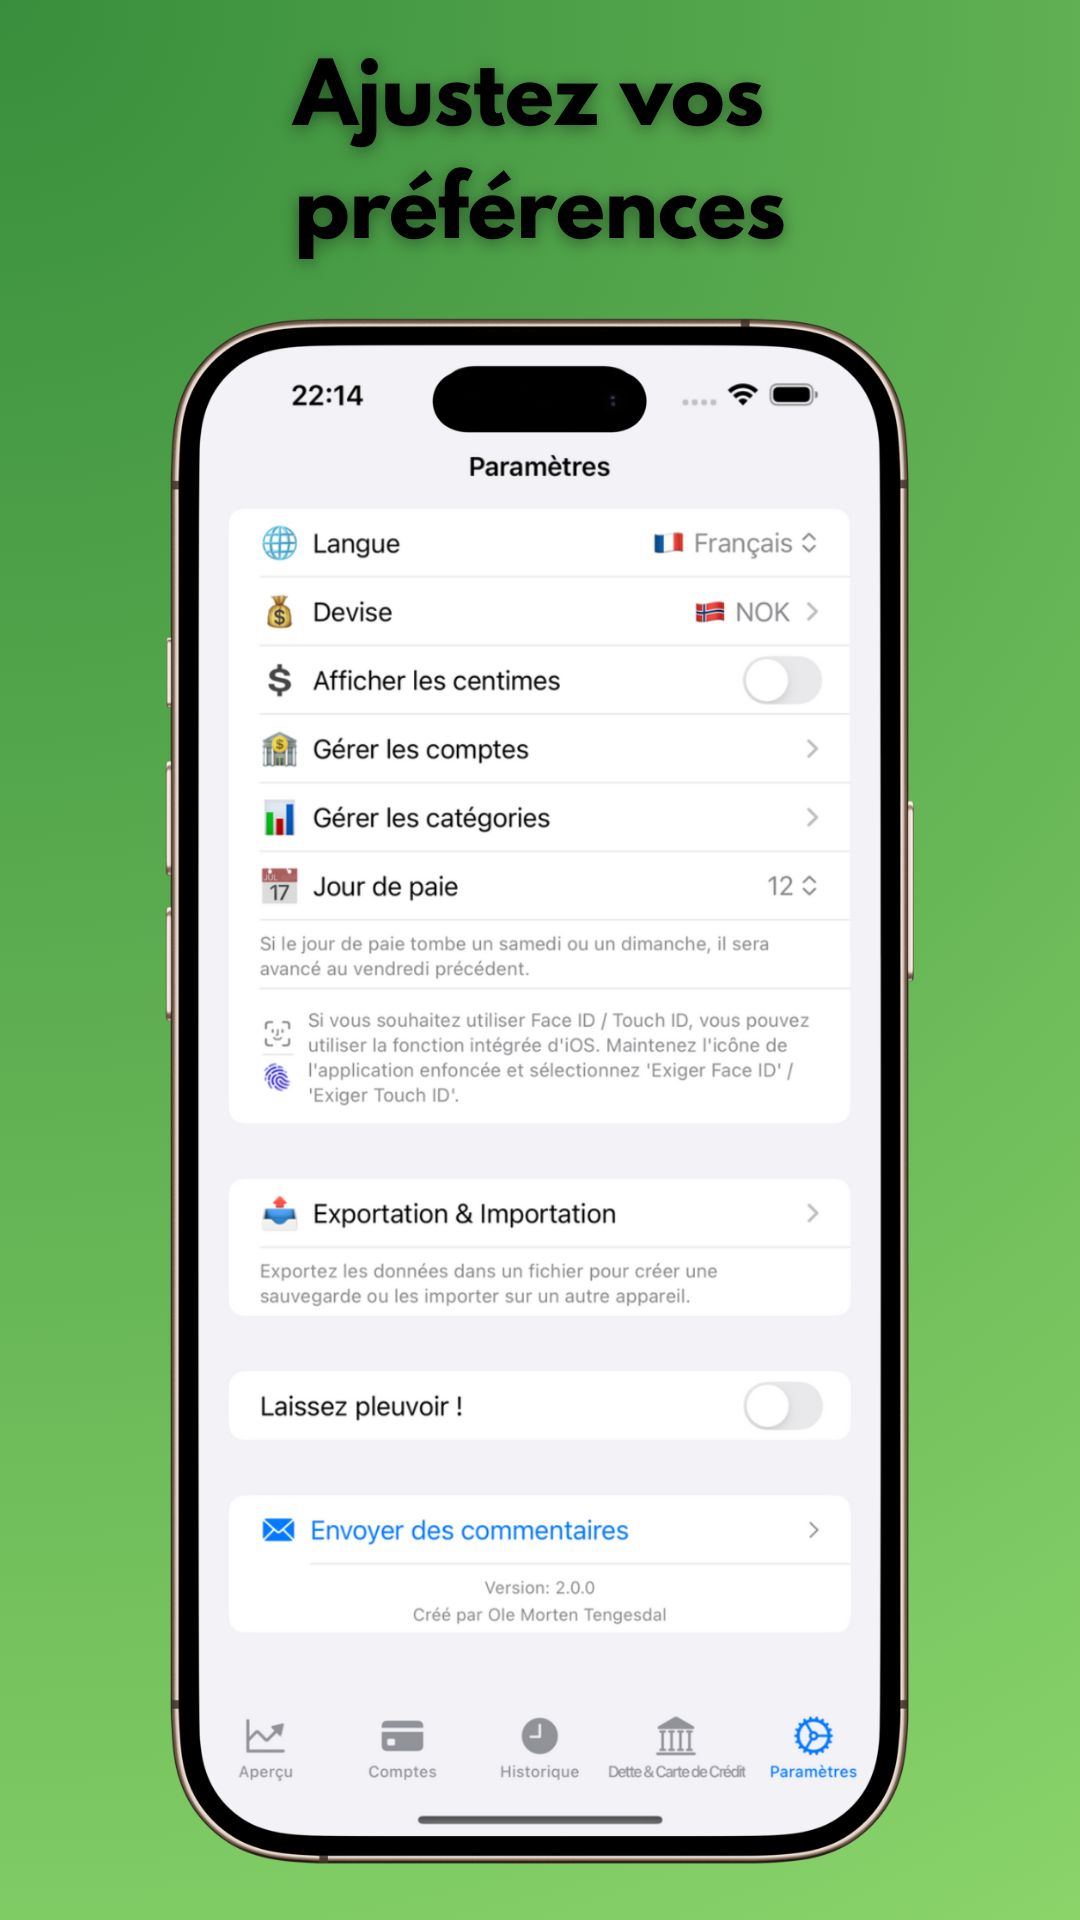 Ajustez vos
préférences
22:14
Paramètres
Langue
Français
Devise
NOK
$
Afficher les centimes
Gérer les comptes
Gérer les catégories
JUL
17
Jour de paie
12
Si le jour de paie tombe un samedi ou un dimanche, il sera
avancé au vendredi précédent.
Si vous souhaitez utiliser Face ID / Touch ID, vous pouvez
utiliser la fonction intégrée d'iOS. Maintenez l'icône de
l'application enfoncée et sélectionnez 'Exiger Face ID' /
'Exiger Touch ID'.
Exportation & Importation
Exportez les données dans un fichier pour créer une
sauvegarde ou les importer sur un autre appareil.
Laissez pleuvoir !
Envoyer des commentaires
Version: 2.0.0
Créé par Ole Morten Tengesdal
Aperçu
Comptes
Historique
Dette & Carte de Crédit
Paramètres